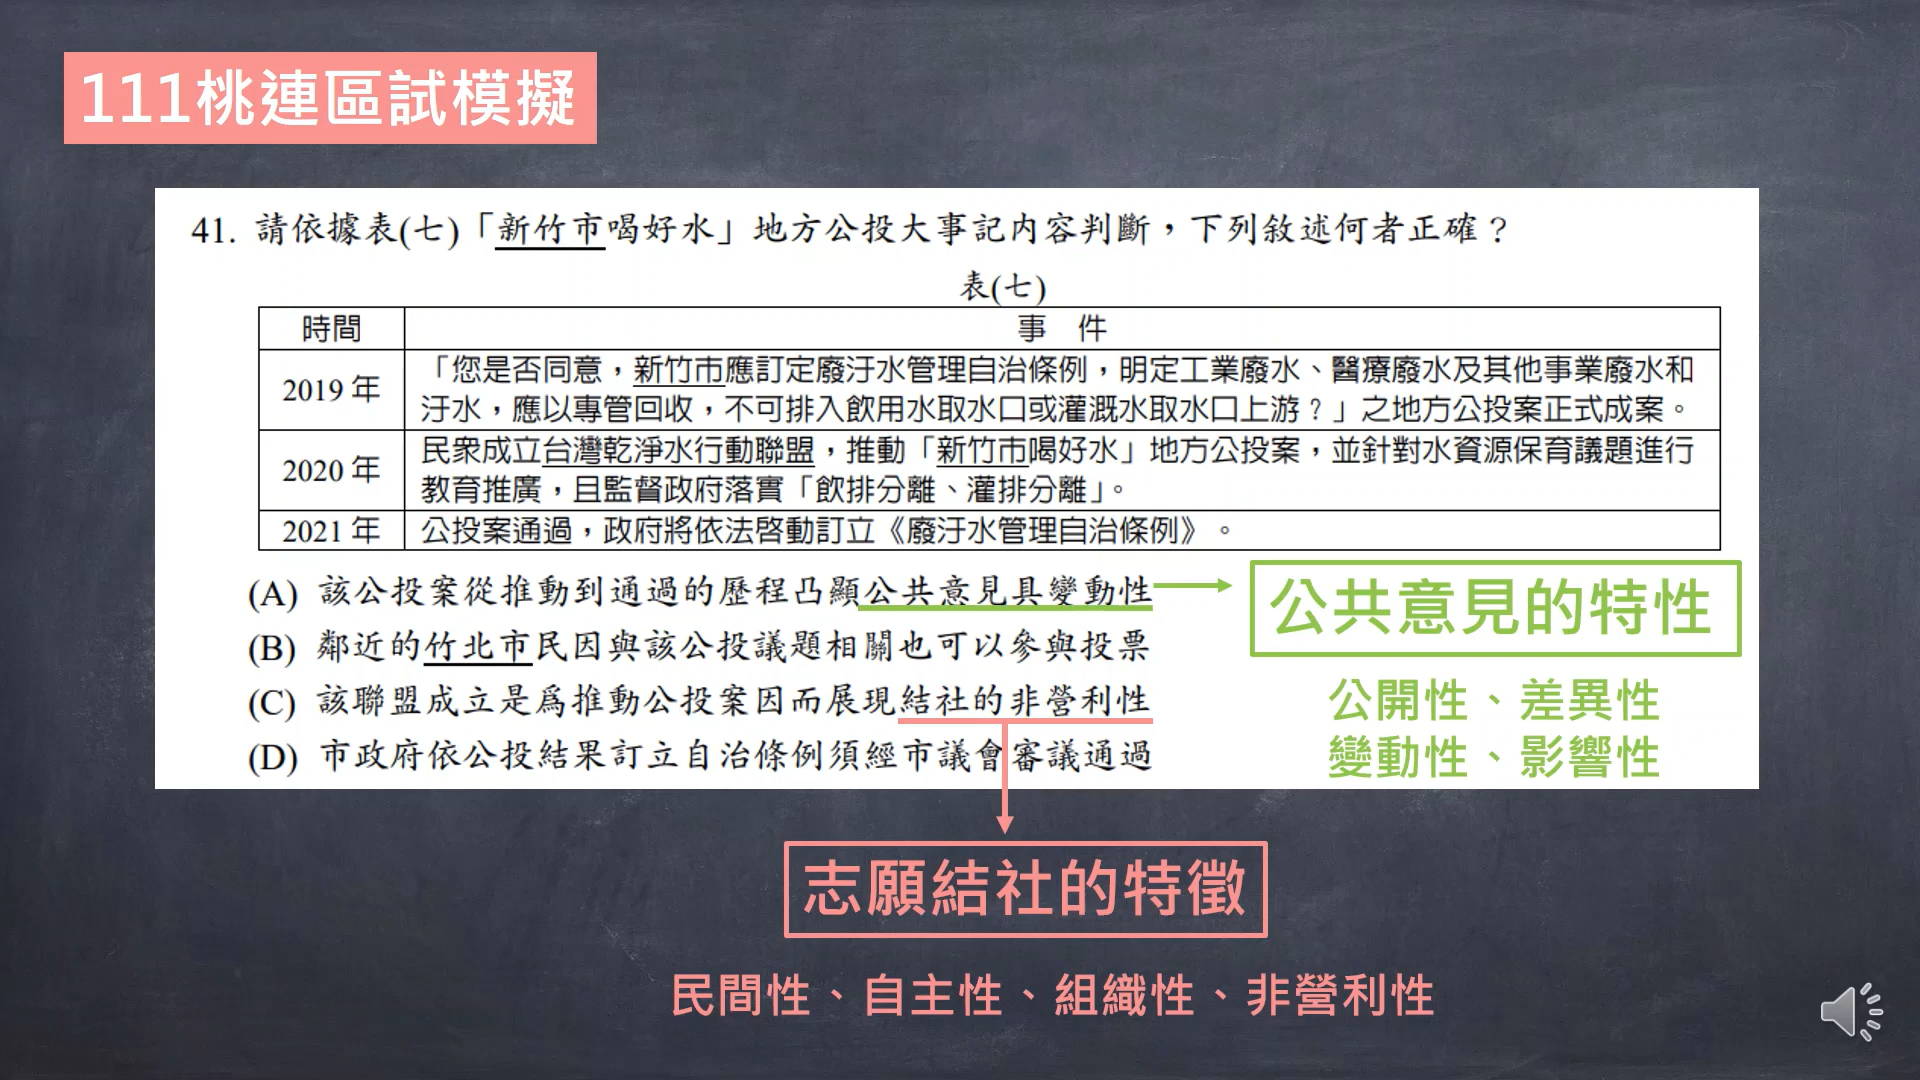 111桃連區試模擬
41. 請依據表(七)「新竹市喝好水」地方公投大事記內容判斷，下列敘述何者正確？
表(七)
時間 事 件
2019 年 「您是否同意，新竹市應訂定廢汙水管理自治條例，明定工業廢水、醫療廢水及其他事業廢水和
汙水，應以專管回收，不可排入飲用水取水口或灌溉水取水口上游？」之地方公投案正式成案。
2020 年 民眾成立台灣乾淨水行動聯盟，推動「新竹市喝好水」地方公投案，並針對水資源保育議題進行
教育推廣，且監督政府落實「飲排分離、灌排分離」。
2021 年 公投案通過，政府將依法啓動訂立《廢汙水管理自治條例》。
(A) 該公投案從推動到通過的歷程凸顯公共意見具變動性
(B) 鄰近的竹北市民因與該公投議題相關也可以參與投票
(C) 該聯盟成立是為推動公投案因而展現結社的非營利性
(D) 市政府依公投結果訂立自治條例須經市議會審議通過
公共意見的特性
公開性、差異性
變動性、影響性
志願結社的特徵
民間性、自主性、組織性、非營利性